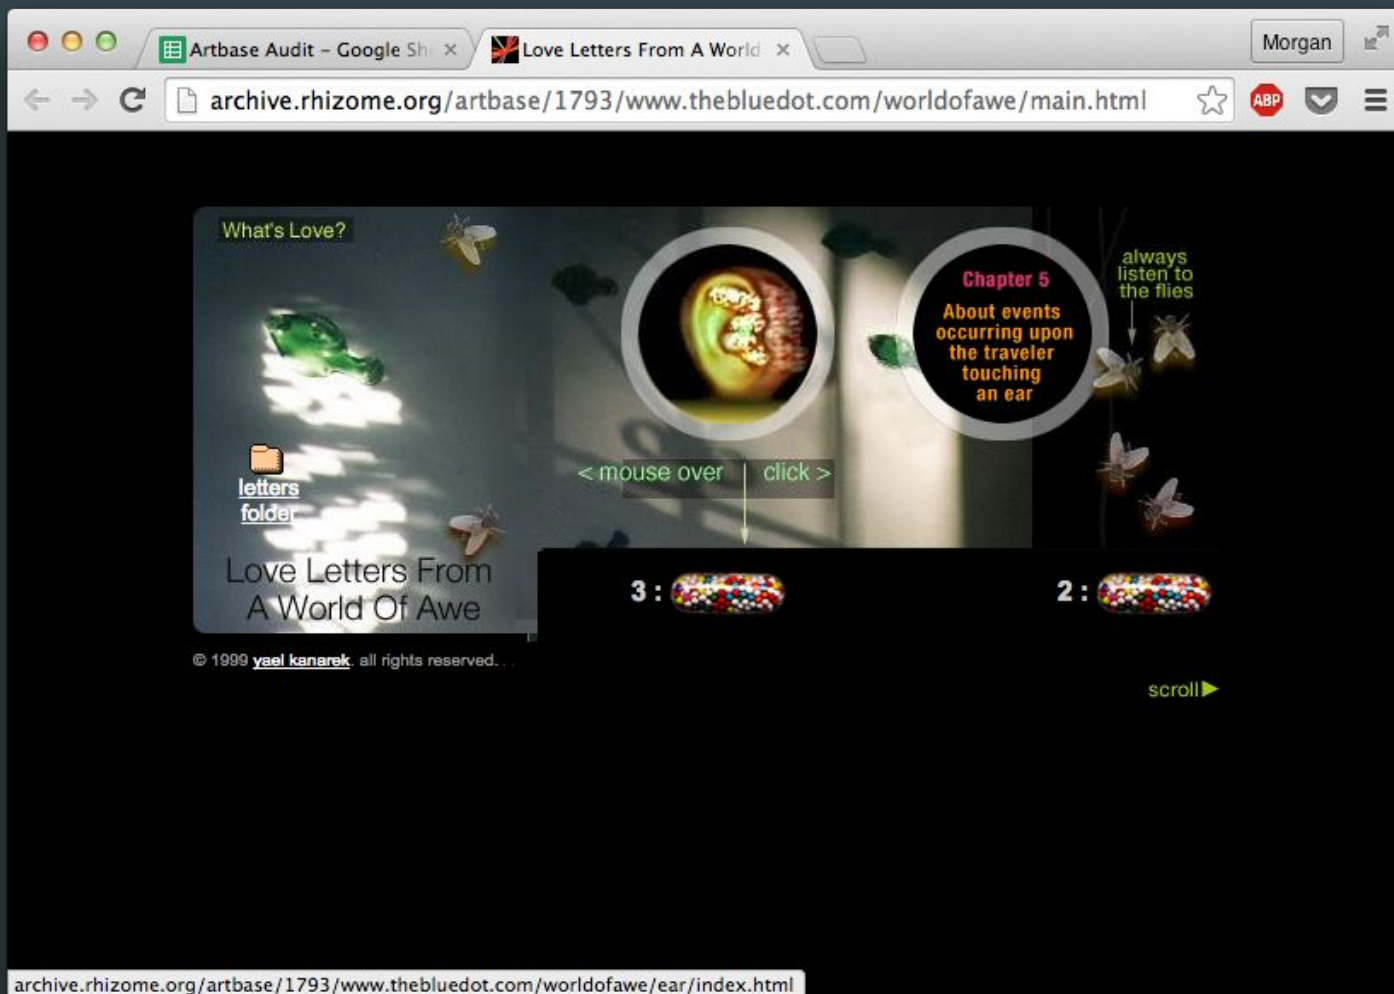 Artbase Audit – Google Sh
Love Letters From A World
Morgan
archive.rhizome.org/artbase/1793/www.thebluedot.com/worldofawe/main.html
ABP
What's Love?
always
listen to
the flies
Chapter 5
About events
occurring upon
the traveler
touching
an ear
< mouse over
click >
letters
folder
Love Letters From
A World Of Awe
3 :
2 :
© 1999 yael kanarek. all rights reserved. . .
scroll▶
archive.rhizome.org/artbase/1793/www.thebluedot.com/worldofawe/ear/index.html